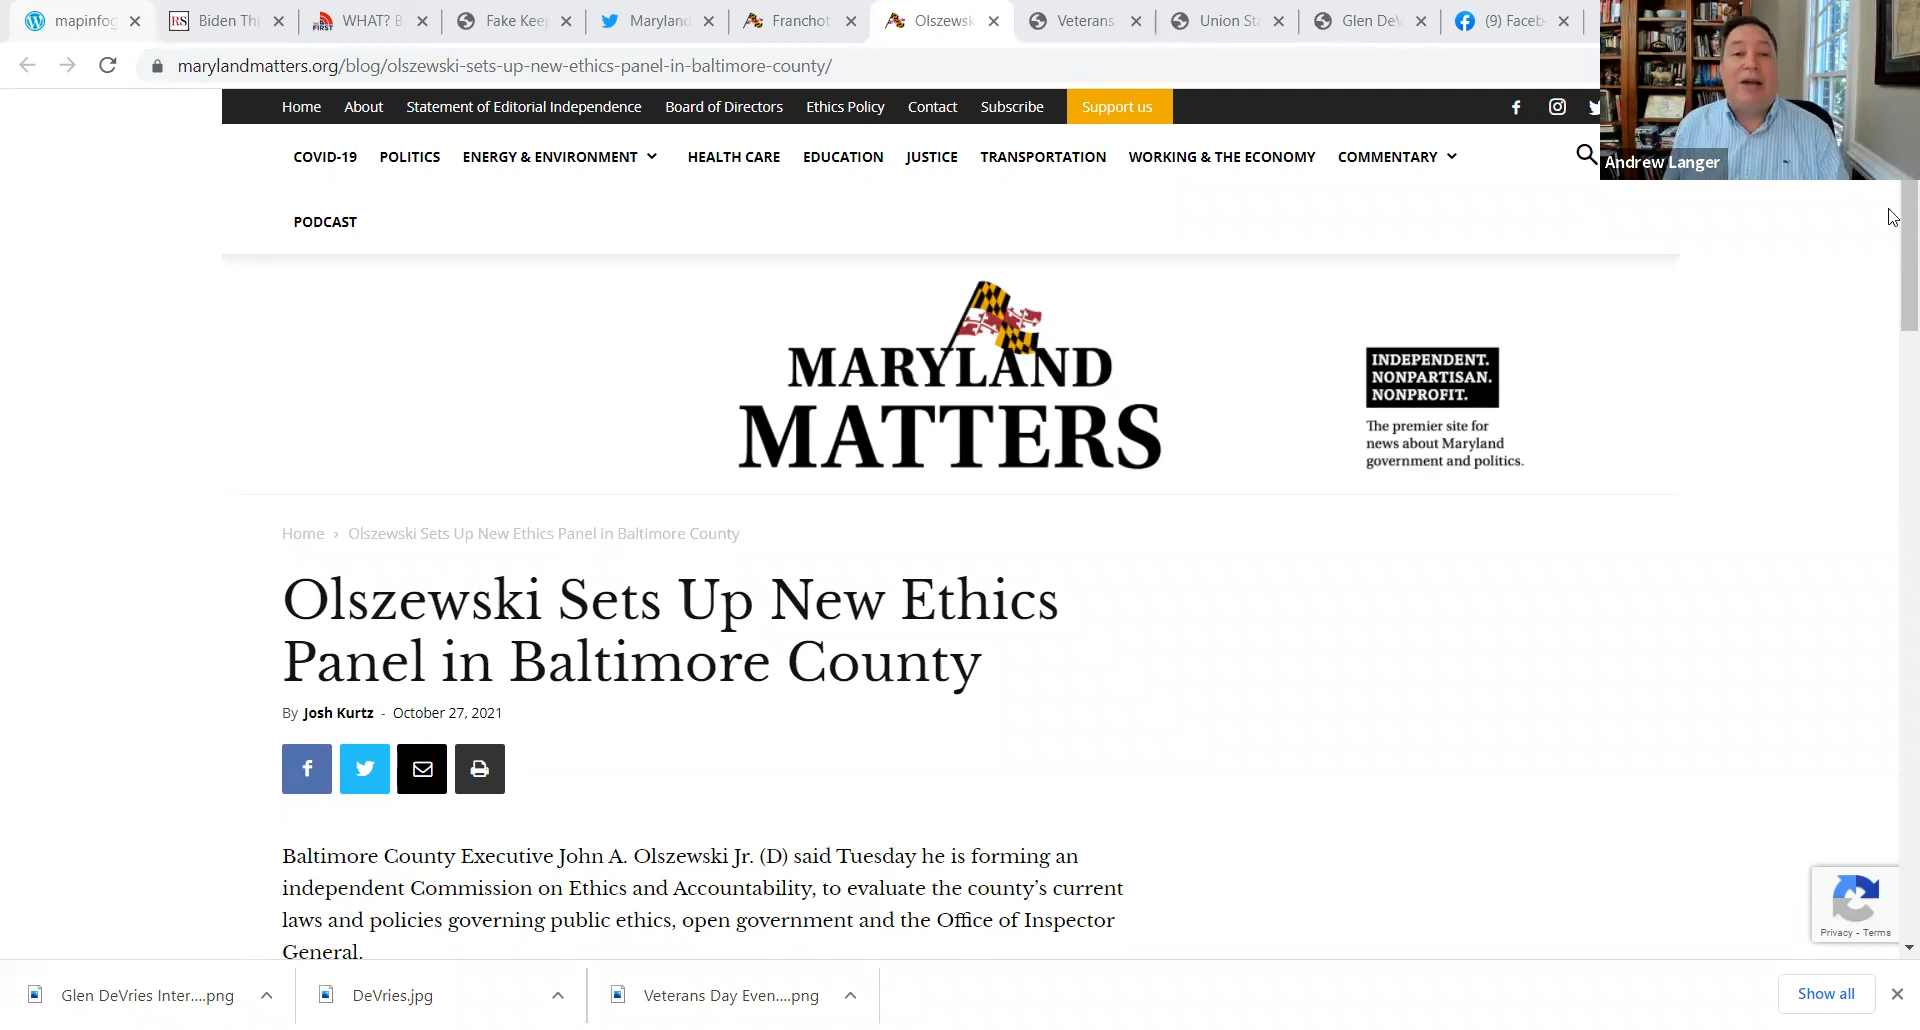 mapinfog
RS
Biden Thr
FIRST
WHAT? B
Fake Kee
Maryland
Franchot
Olszewsk
Veterans
Union Sta
Glen DeV
(9) Faceb
marylandmatters.org/blog/olszewski-sets-up-new-ethics-panel-in-baltimore-county/
Home About Statement of Editorial Independence Board of Directors Ethics Policy Contact Subscribe Support us
COVID-19 POLITICS ENERGY & ENVIRONMENT HEALTH CARE EDUCATION JUSTICE TRANSPORTATION WORKING & THE ECONOMY COMMENTARY
Andrew Langer
PODCAST
MARYLAND
MATTERS
INDEPENDENT.
NONPARTISAN.
NONPROFIT.
The premier site for
news about Maryland
government and politics.
Home › Olszewski Sets Up New Ethics Panel in Baltimore County
Olszewski Sets Up New Ethics
Panel in Baltimore County
By Josh Kurtz - October 27, 2021
Baltimore County Executive John A. Olszewski Jr. (D) said Tuesday he is forming an
independent Commission on Ethics and Accountability, to evaluate the county's current
laws and policies governing public ethics, open government and the Office of Inspector
General.
Privacy - Terms
Glen DeVries Inter....png
DeVries.jpg
Veterans Day Even....png
Show all